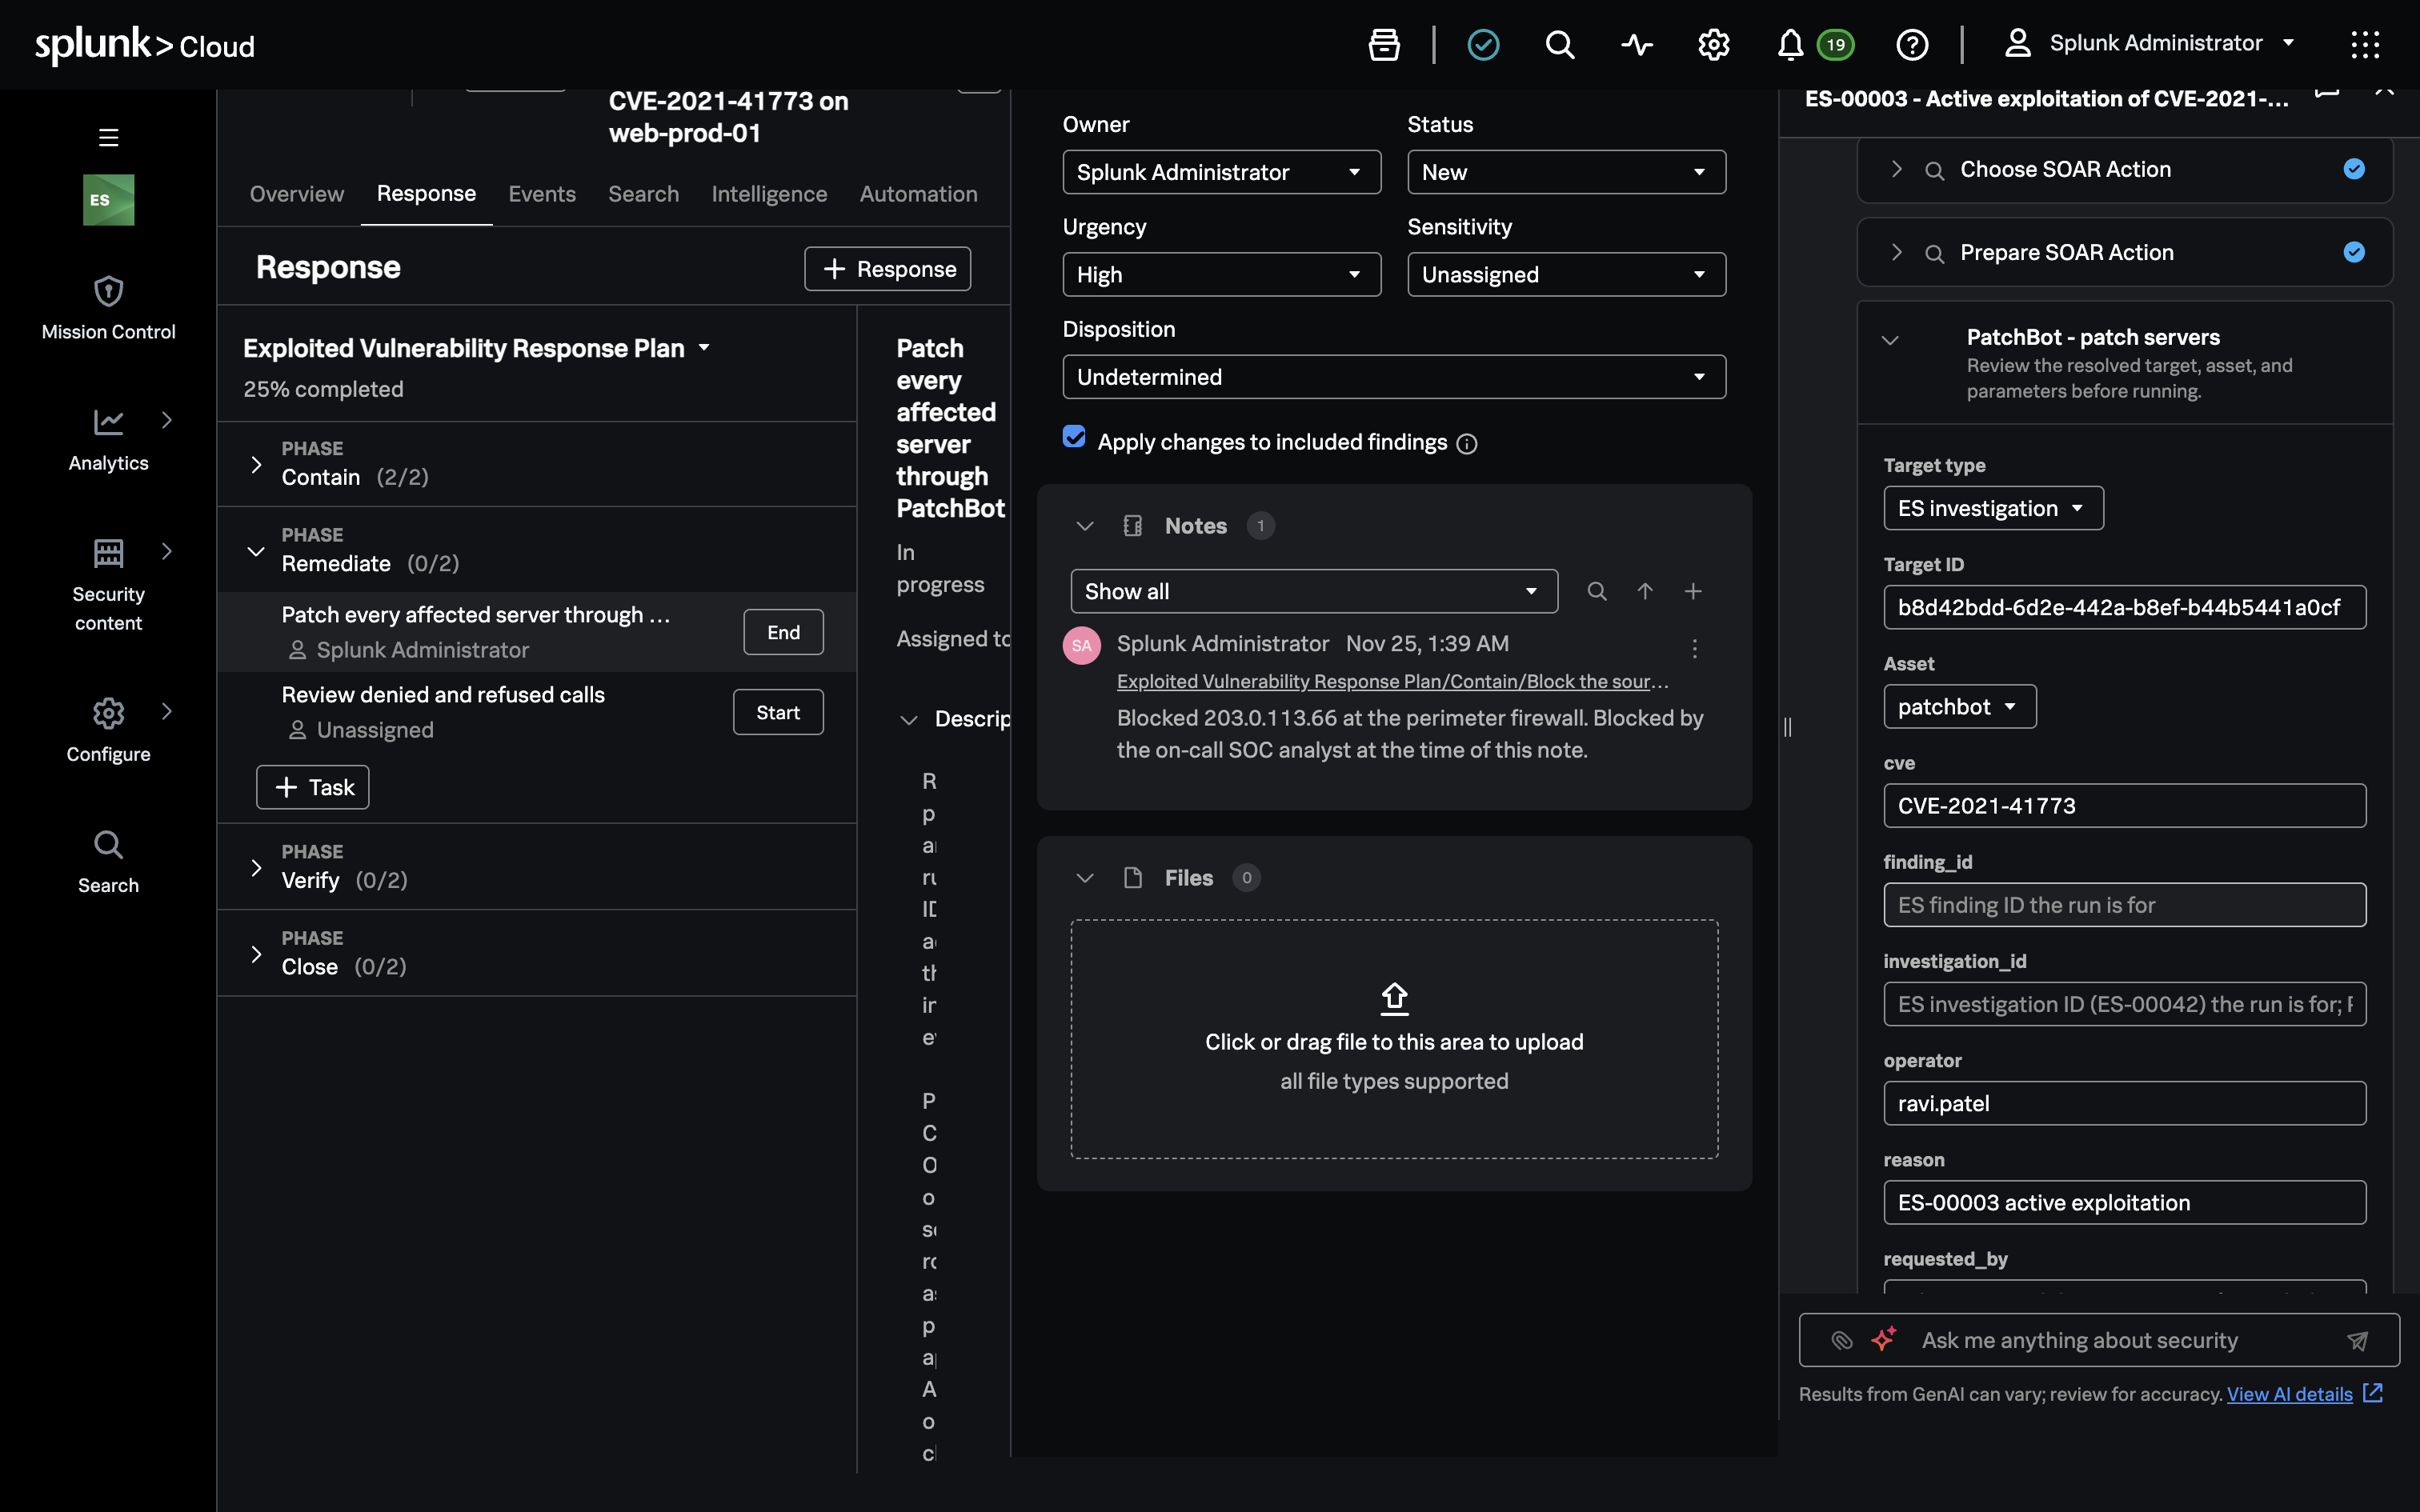 splunk> Cloud
19
Splunk Administrator
ES
Mission Control
Analytics
Security
content
Configure
Search
CVE-2021-41773 on
web-prod-01
Overview
Response
Events
Search
Intelligence
Automation
Response
Response
Exploited Vulnerability Response Plan
25% completed
PHASE
Contain (2/2)
PHASE
Remediate (0/2)
Patch every affected server through ...
Splunk Administrator
End
Review denied and refused calls
Unassigned
Start
Task
PHASE
Verify (0/2)
PHASE
Close (0/2)
Patch
every
affected
server
through
PatchBot
In
progress
Assigned to
Descrip
Owner
Status
Splunk Administrator
New
Urgency
Sensitivity
High
Unassigned
Disposition
Undetermined
Apply changes to included findings
Notes 1
Show all
SA
Splunk Administrator Nov 25, 1:39 AM
Exploited Vulnerability Response Plan/Contain/Block the sour...
Blocked 203.0.113.66 at the perimeter firewall. Blocked by
the on-call SOC analyst at the time of this note.
Files 0
Click or drag file to this area to upload
all file types supported
ES-00003 - Active exploitation of CVE-2021-...
Choose SOAR Action
Prepare SOAR Action
PatchBot - patch servers
Review the resolved target, asset, and
parameters before running.
Target type
ES investigation
Target ID
b8d42bdd-6d2e-442a-b8ef-b44b5441a0cf
Asset
patchbot
cve
CVE-2021-41773
finding_id
ES finding ID the run is for
investigation_id
ES investigation ID (ES-00042) the run is for;
operator
ravi.patel
reason
ES-00003 active exploitation
requested_by
Ask me anything about security
Results from GenAI can vary; review for accuracy. View AI details